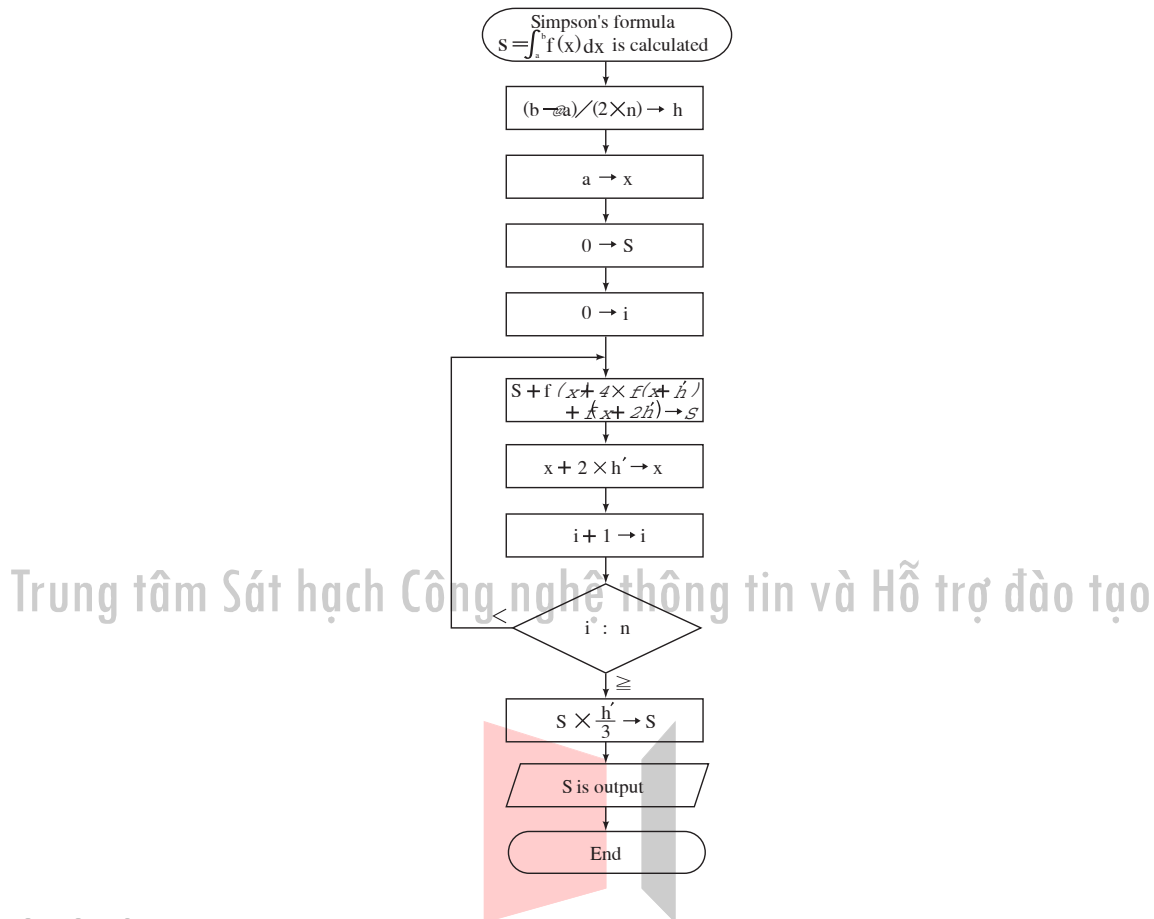 Simpson's formula
S=∫ₐᵇf(x)dx is calculated
(b−@a)/(2×n)→ h
a → x
0 → S
0 → i
S+f(x)+4×f(x+h′)
+f(x+2h′)→S
x+2×h′→x
i+1→i
Trung tâm Sát hạch Công nghệ thông tin và Hỗ trợ đào tạo
<
i : n
≧
S×h′/3→S
S is output
End